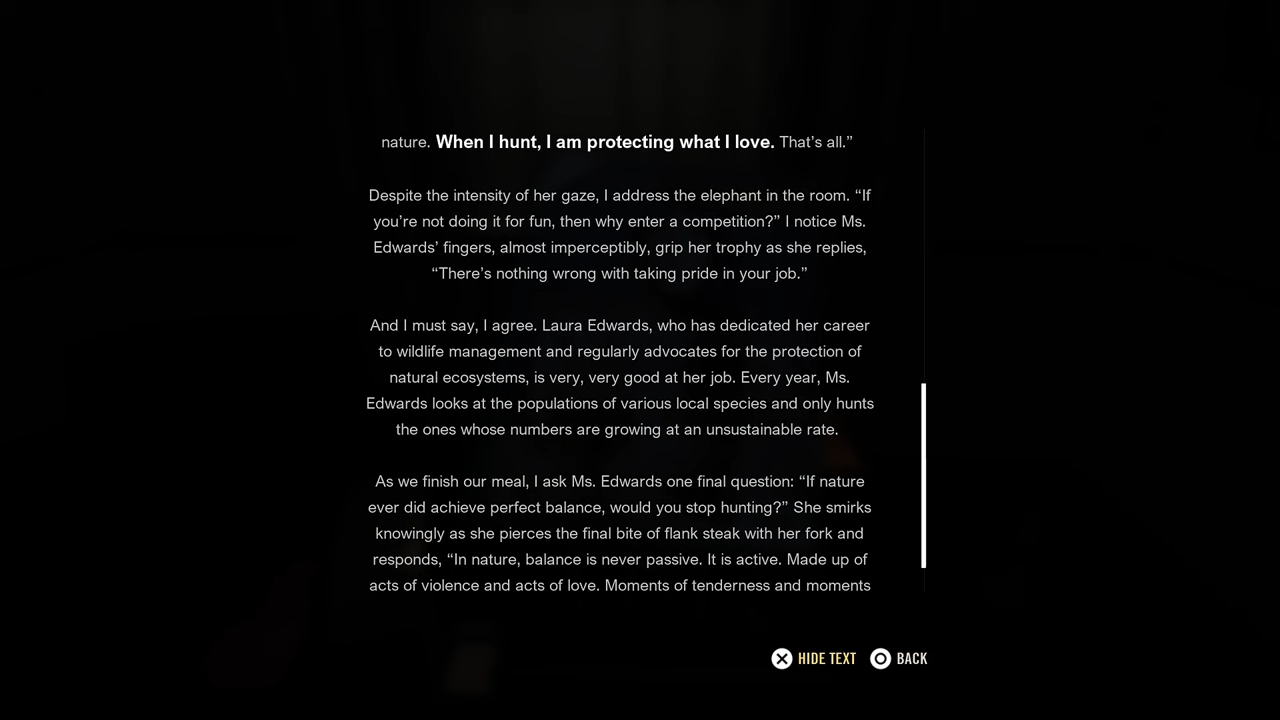 nature. When I hunt, I am protecting what I love. That’s all.”
Despite the intensity of her gaze, I address the elephant in the room. “If
you’re not doing it for fun, then why enter a competition?” I notice Ms.
Edwards’ fingers, almost imperceptibly, grip her trophy as she replies,
“There’s nothing wrong with taking pride in your job.”
And I must say, I agree. Laura Edwards, who has dedicated her career
to wildlife management and regularly advocates for the protection of
natural ecosystems, is very, very good at her job. Every year, Ms.
Edwards looks at the populations of various local species and only hunts
the ones whose numbers are growing at an unsustainable rate.
As we finish our meal, I ask Ms. Edwards one final question: “If nature
ever did achieve perfect balance, would you stop hunting?” She smirks
knowingly as she pierces the final bite of flank steak with her fork and
responds, “In nature, balance is never passive. It is active. Made up of
acts of violence and acts of love. Moments of tenderness and moments
HIDE TEXT BACK